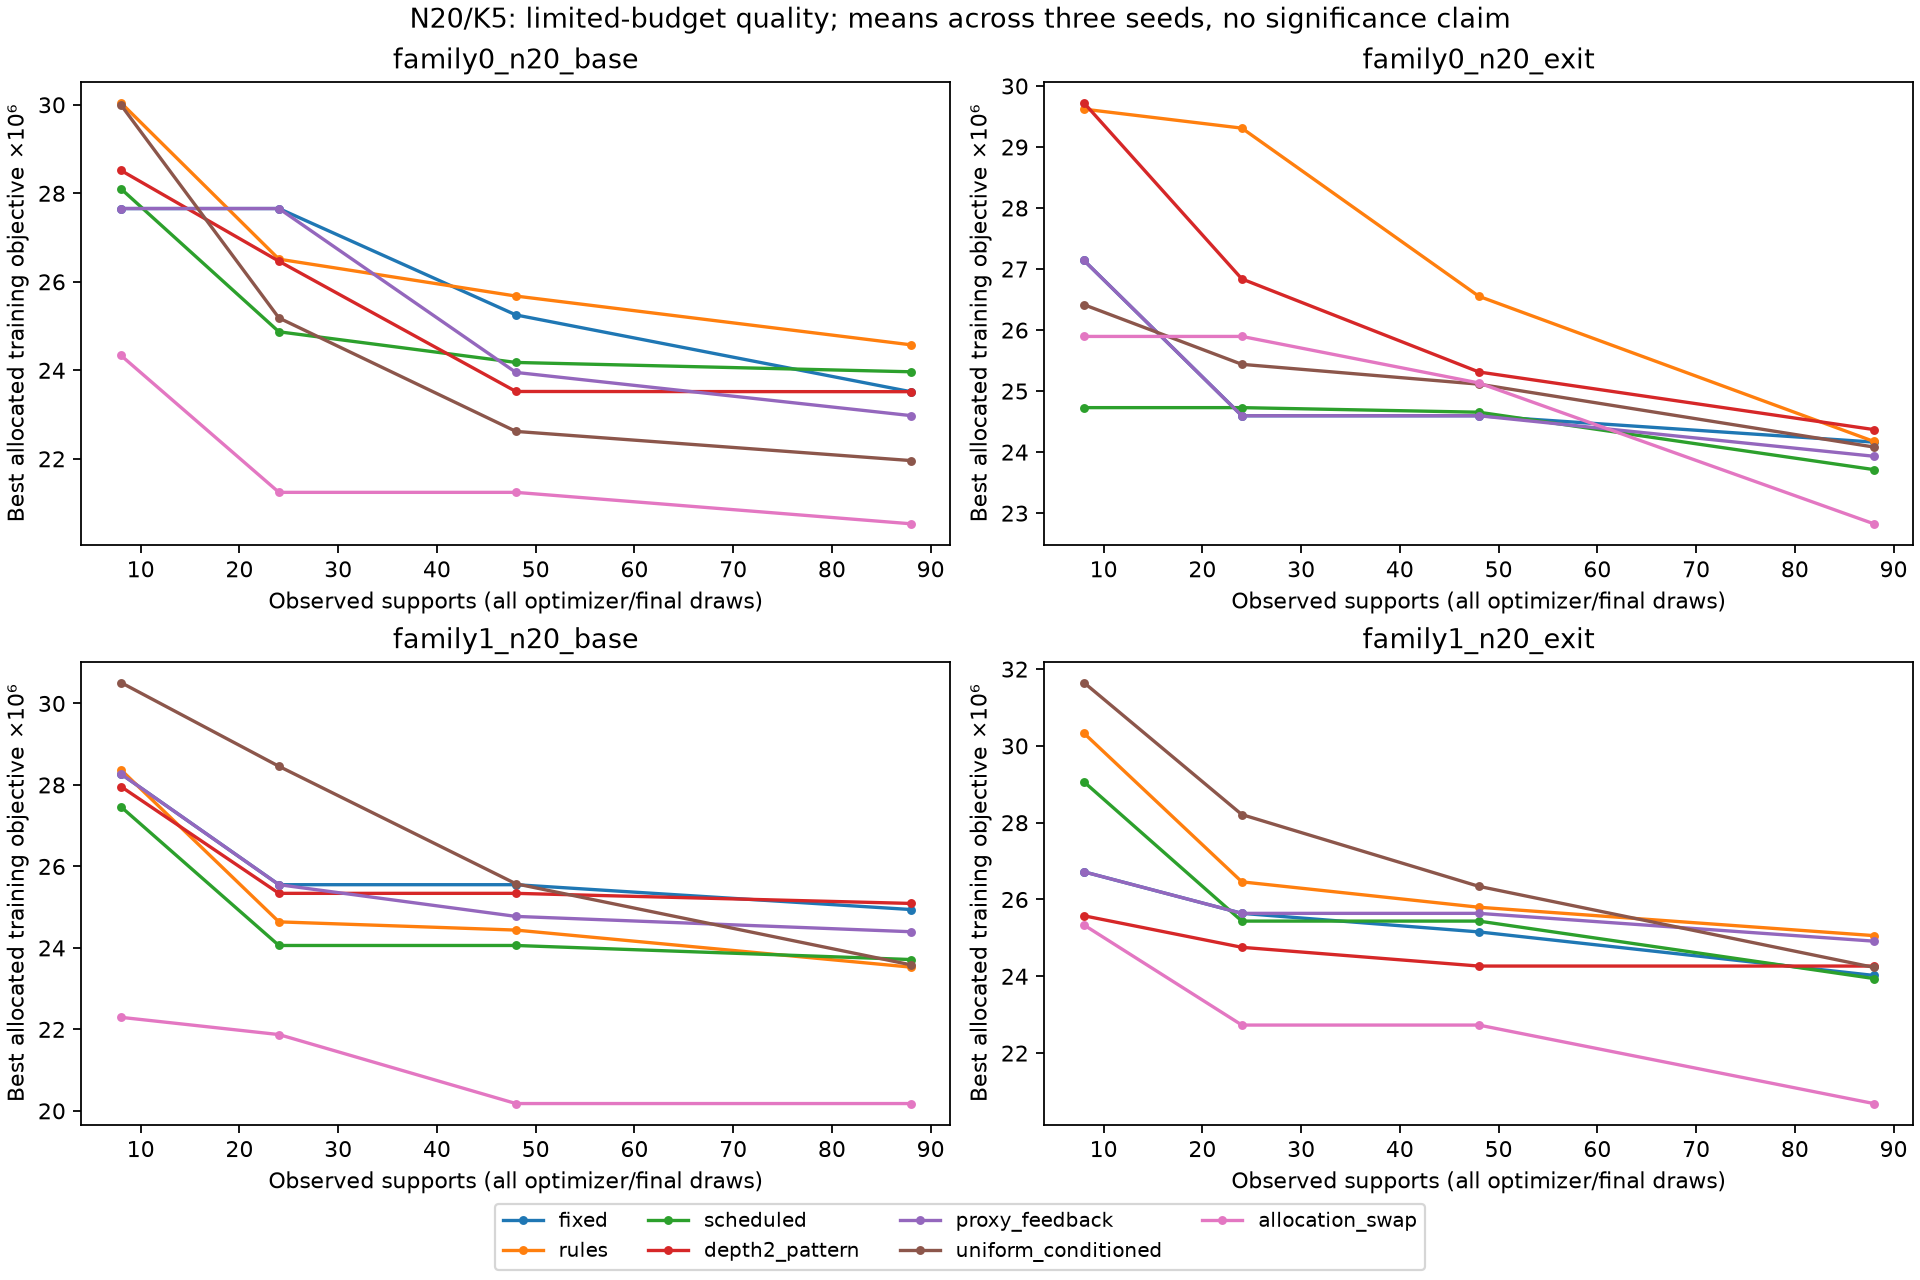 N20/K5: limited-budget quality; means across three seeds, no significance claim
family0_n20_base
Best allocated training objective ×10⁶
30
28
26
24
22
10 20 30 40 50 60 70 80 90
Observed supports (all optimizer/final draws)
family0_n20_exit
Best allocated training objective ×10⁶
30
29
28
27
26
25
24
23
10 20 30 40 50 60 70 80 90
Observed supports (all optimizer/final draws)
family1_n20_base
Best allocated training objective ×10⁶
30
28
26
24
22
20
10 20 30 40 50 60 70 80 90
Observed supports (all optimizer/final draws)
family1_n20_exit
Best allocated training objective ×10⁶
32
30
28
26
24
22
10 20 30 40 50 60 70 80 90
Observed supports (all optimizer/final draws)
fixed scheduled proxy_feedback allocation_swap
rules depth2_pattern uniform_conditioned